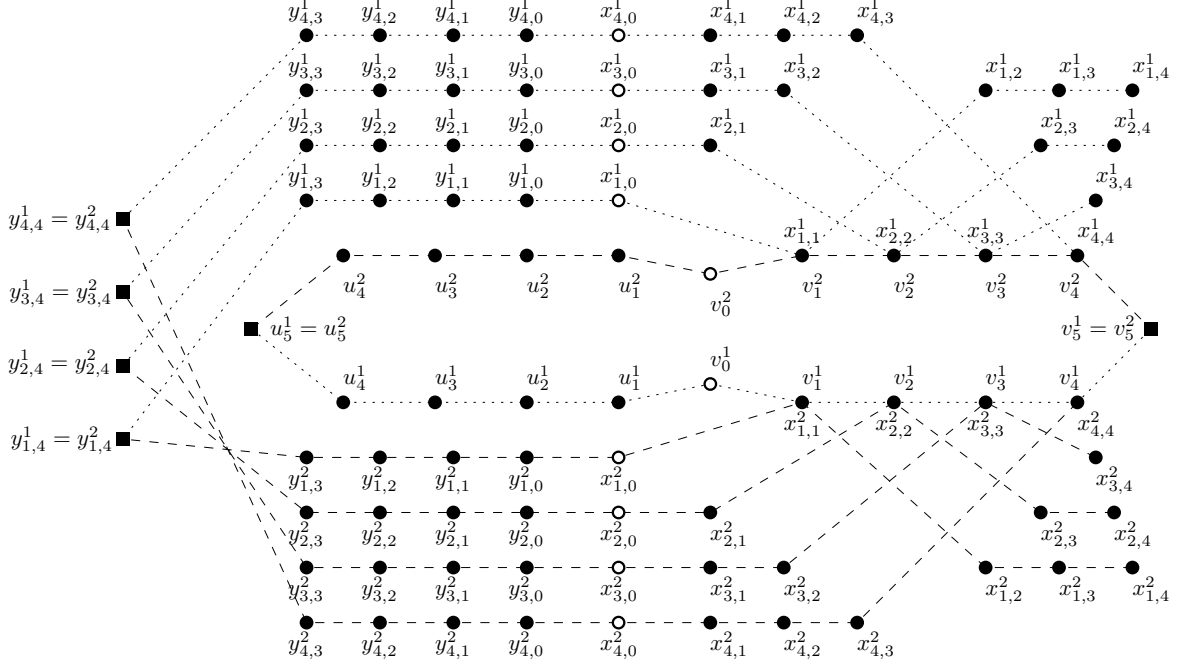 y^1_{4,3} y^1_{4,2} y^1_{4,1} y^1_{4,0} x^1_{4,0} x^1_{4,1} x^1_{4,2} x^1_{4,3}
y^1_{3,3} y^1_{3,2} y^1_{3,1} y^1_{3,0} x^1_{3,0} x^1_{3,1} x^1_{3,2} x^1_{1,2} x^1_{1,3} x^1_{1,4}
y^1_{2,3} y^1_{2,2} y^1_{2,1} y^1_{2,0} x^1_{2,0} x^1_{2,1} x^1_{2,3} x^1_{2,4}
y^1_{1,3} y^1_{1,2} y^1_{1,1} y^1_{1,0} x^1_{1,0} x^1_{3,4}
y^1_{4,4} = y^2_{4,4}
x^1_{1,1} x^1_{2,2} x^1_{3,3} x^1_{4,4}
y^1_{3,4} = y^2_{3,4}
u^2_4 u^2_3 u^2_2 u^2_1 v^2_0 v^2_1 v^2_2 v^2_3 v^2_4
u^1_5 = u^2_5 v^1_5 = v^2_5
y^1_{2,4} = y^2_{2,4}
u^1_4 u^1_3 u^1_2 u^1_1 v^1_0 v^1_1 v^1_2 v^1_3 v^1_4
y^1_{1,4} = y^2_{1,4}
x^2_{1,1} x^2_{2,2} x^2_{3,3} x^2_{4,4}
y^2_{1,3} y^2_{1,2} y^2_{1,1} y^2_{1,0} x^2_{1,0} x^2_{3,4}
y^2_{2,3} y^2_{2,2} y^2_{2,1} y^2_{2,0} x^2_{2,0} x^2_{2,1} x^2_{2,3} x^2_{2,4}
y^2_{3,3} y^2_{3,2} y^2_{3,1} y^2_{3,0} x^2_{3,0} x^2_{3,1} x^2_{3,2} x^2_{1,2} x^2_{1,3} x^2_{1,4}
y^2_{4,3} y^2_{4,2} y^2_{4,1} y^2_{4,0} x^2_{4,0} x^2_{4,1} x^2_{4,2} x^2_{4,3}